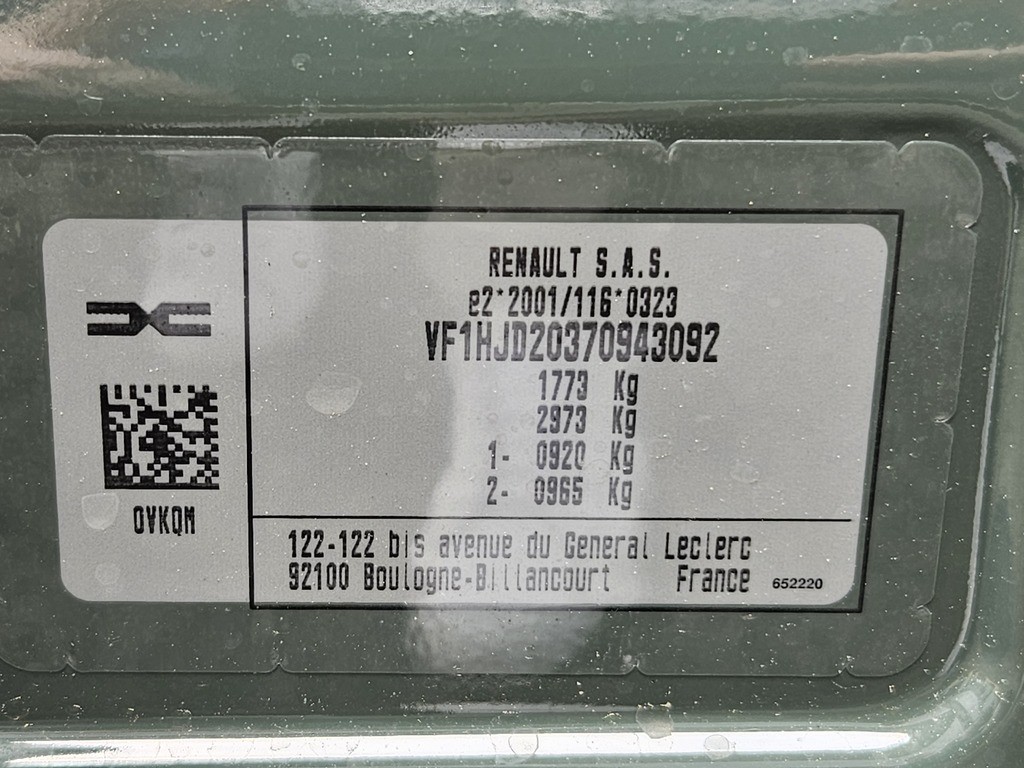 RENAULT S.A.S.
e2*2001/116*0323
VF1HJD20370943092
1773 Kg
2973 Kg
1- 0920 Kg
2- 0965 Kg
OVKQM
122-122 bis avenue du General Leclerc
92100 Boulogne-Billancourt France 652220